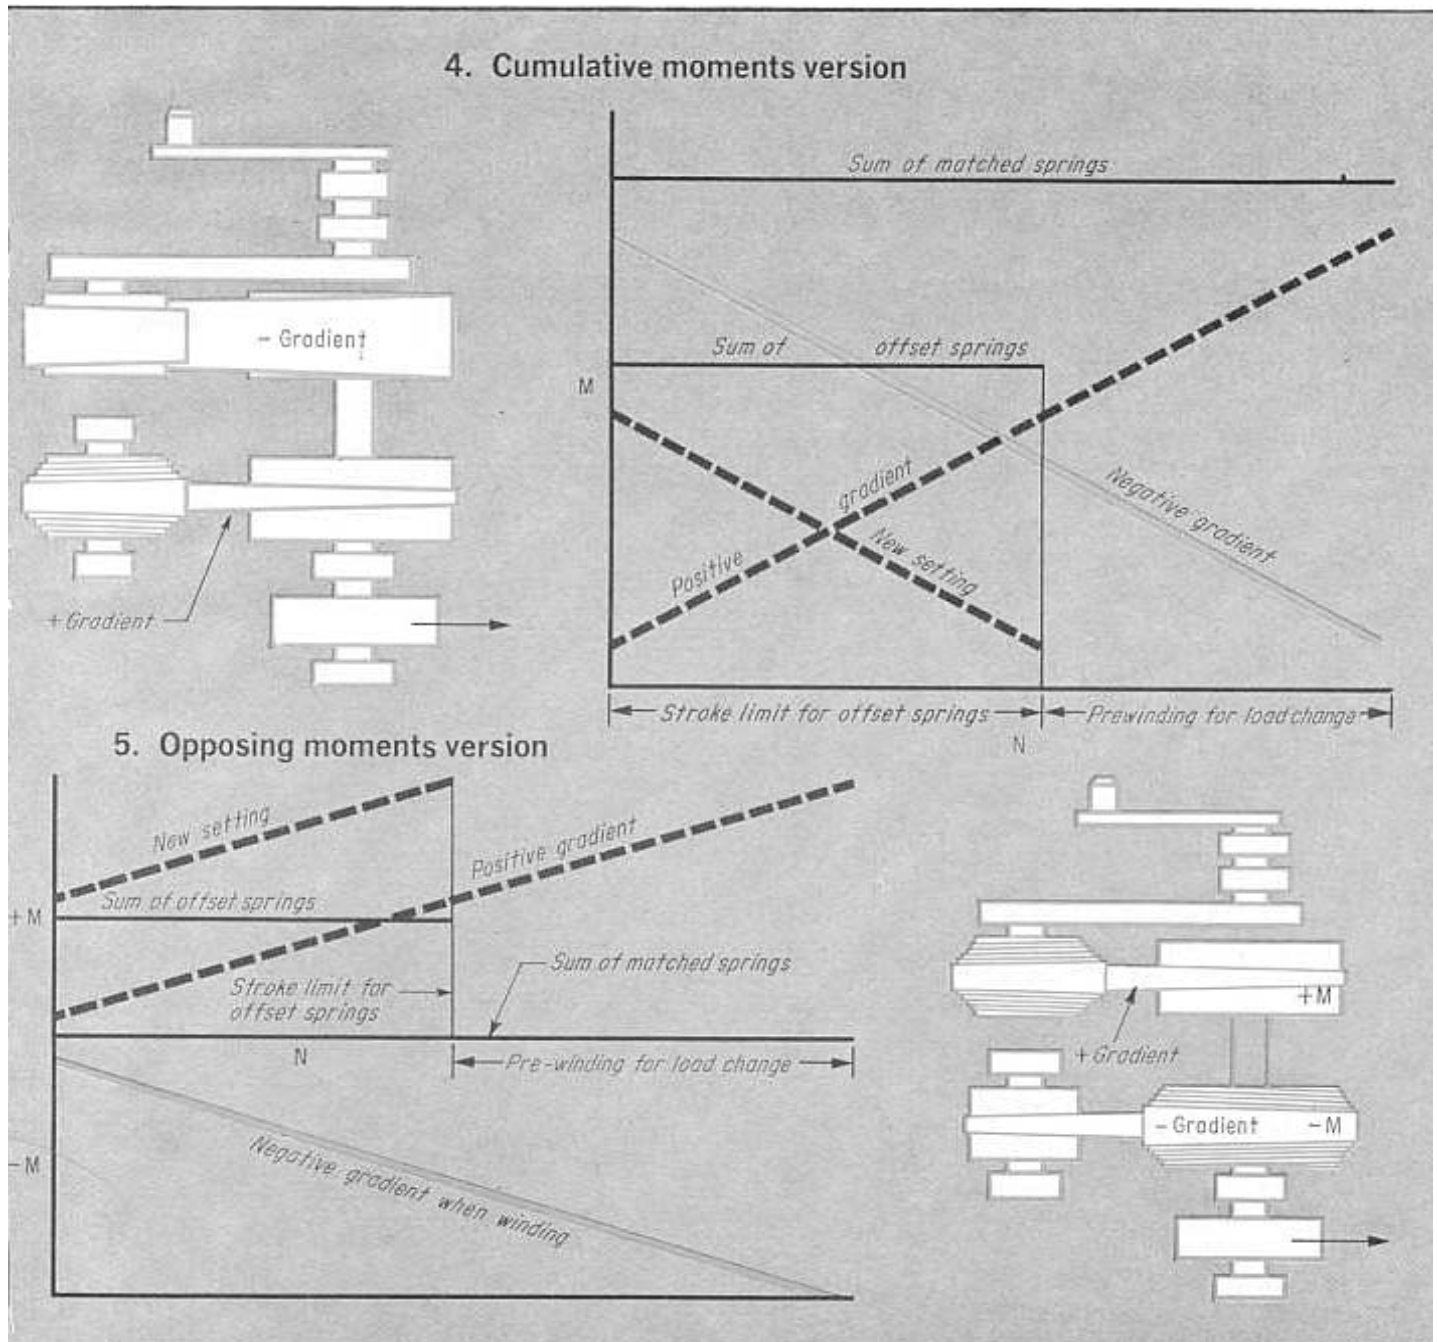 4. Cumulative moments version
Sum of matched springs
- Gradient
Sum of offset springs
M
gradient
Negative gradient
Positive
New setting
+ Gradient
Stroke limit for offset springs
Prewinding for load change
N
5. Opposing moments version
New setting
Positive gradient
Sum of offset springs
+ M
Sum of matched springs
Stroke limit for
offset springs
+ M
N
Pre-winding for load change
+ Gradient
- Gradient
- M
- M
Negative gradient when winding